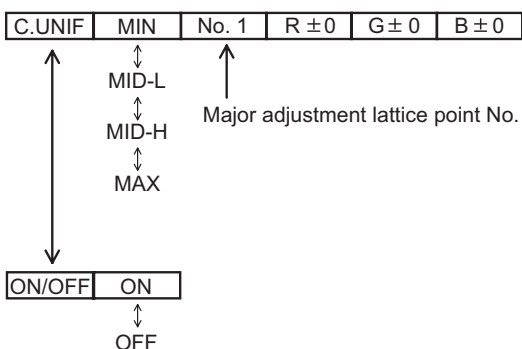 C.UNIF MIN No. 1 R ± 0 G ± 0 B ± 0
MID-L
Major adjustment lattice point No.
MID-H
MAX
ON/OFF ON
OFF